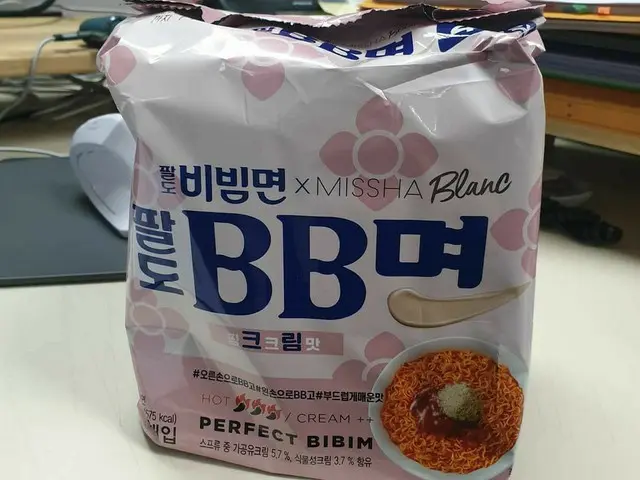 팔도 비빔면 × MISSHA Blanc
팔도 BB면
크크림맛
#오른손으로BB고#왼손으로BB고#부드럽게매운맛
HOT / CREAM ++
PERFECT BIBIM
스프류 중 가공유크림 5.7%, 식물성크림 3.7% 함유